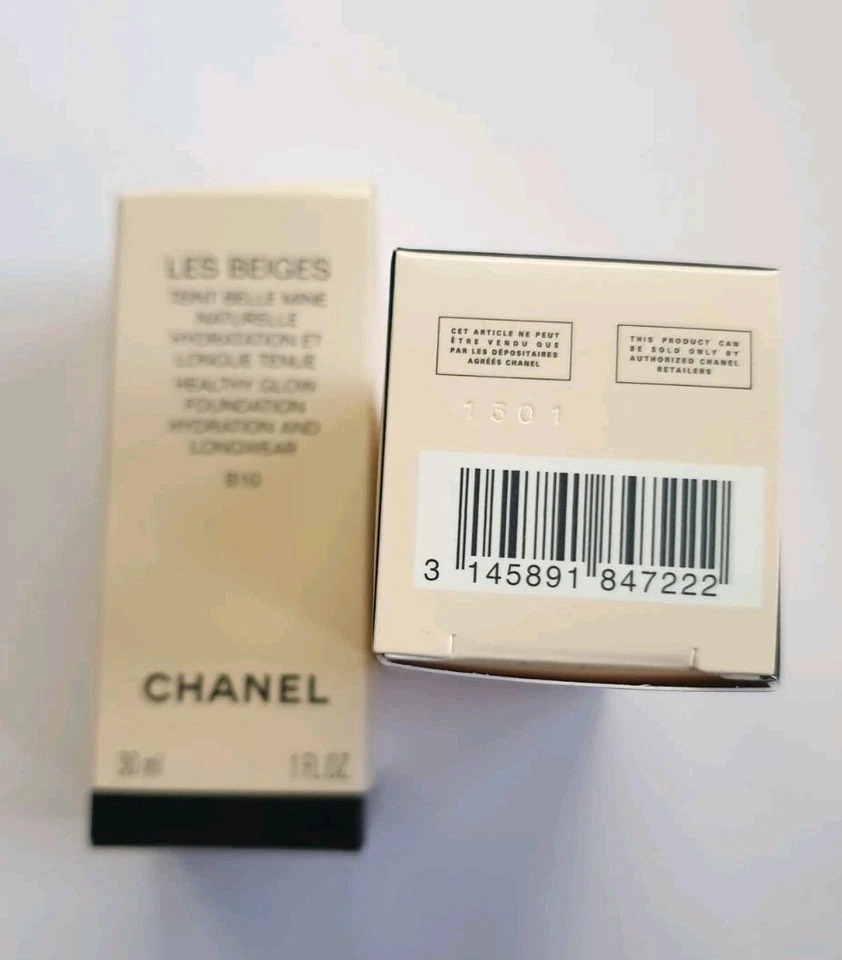 LES BEIGES
TEINT BELLE MINE
NATURELLE
HYDRATATION ET
LONGUE TENUE
HEALTHY GLOW
FOUNDATION
HYDRATION AND
LONGWEAR
B10
CHANEL
30 ml
1 FL.OZ
CET ARTICLE NE PEUT
ÊTRE VENDU QUE
PAR LES DÉPOSITAIRES
AGRÉÉS CHANEL
THIS PRODUCT CAN
BE SOLD ONLY BY
AUTHORIZED CHANEL
RETAILERS
1501
3 145891 847222